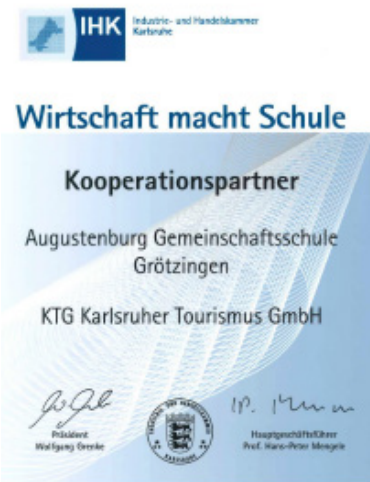 IHK
Industrie- und Handelskammer
Karlsruhe
Wirtschaft macht Schule
Kooperationspartner
Augustenburg Gemeinschaftsschule
Grötzingen
KTG Karlsruher Tourismus GmbH
Präsident
Wolfgang Grenke
Hauptgeschäftsführer
Prof. Hans-Peter Mengele